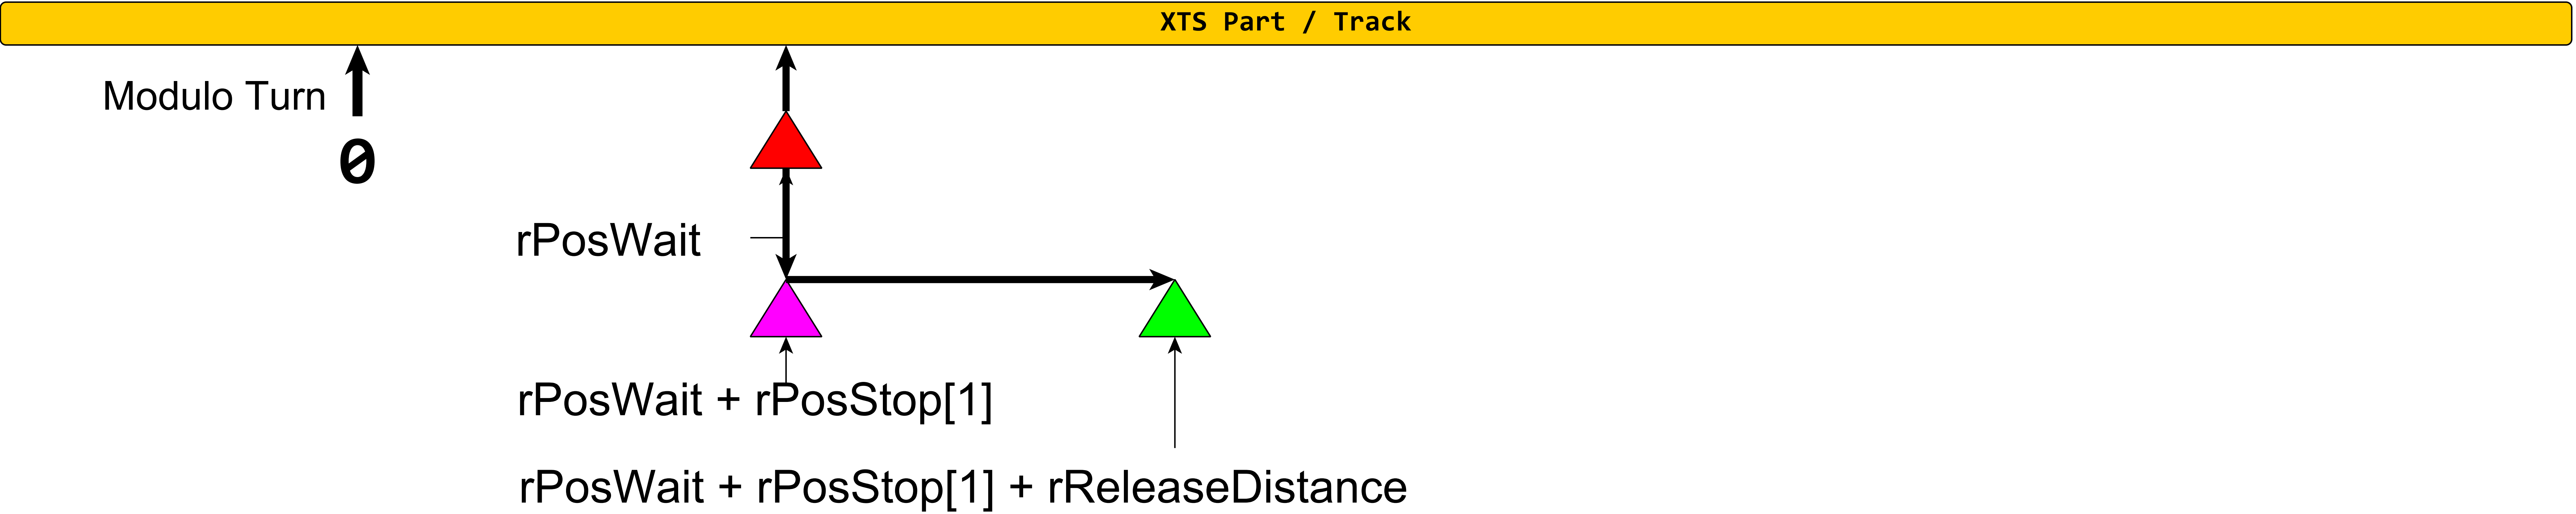 XTS Part / Track
Modulo Turn
0
rPosWait
rPosWait + rPosStop[1]
rPosWait + rPosStop[1] + rReleaseDistance